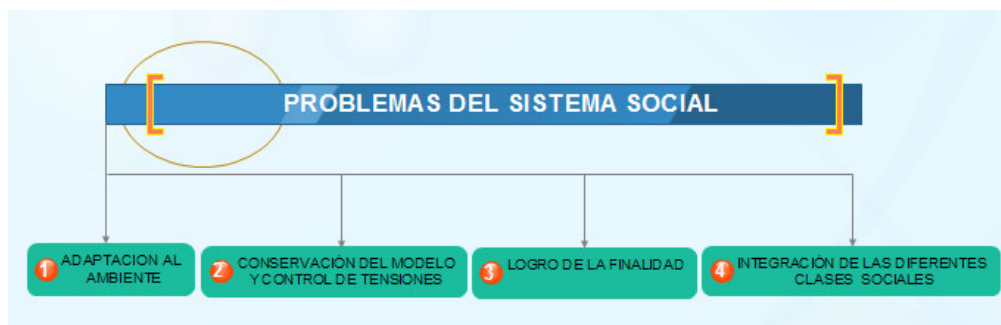 PROBLEMAS DEL SISTEMA SOCIAL
1 ADAPTACION AL
AMBIENTE
2 CONSERVACIÓN DEL MODELO
Y CONTROL DE TENSIONES
3 LOGRO DE LA FINALIDAD
4 INTEGRACIÓN DE LAS DIFERENTES
CLASES SOCIALES